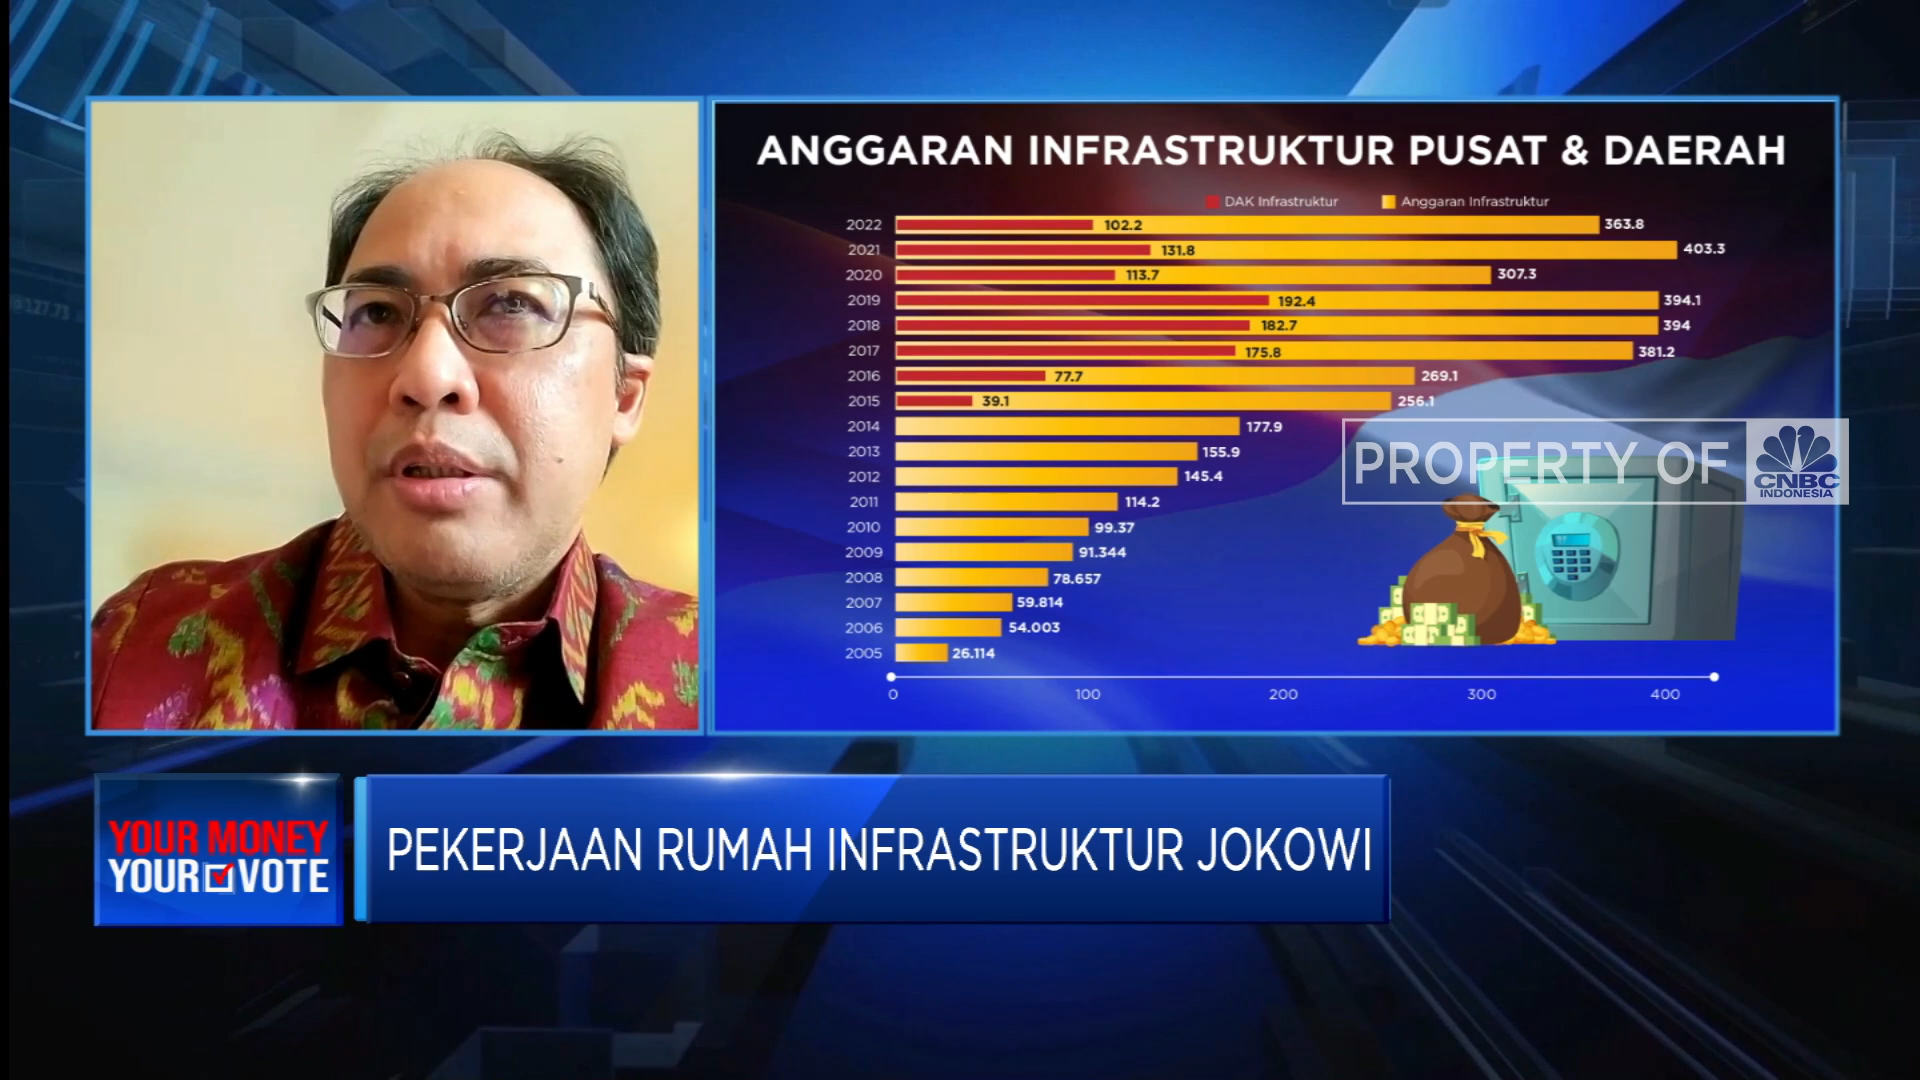 ANGGARAN INFRASTRUKTUR PUSAT & DAERAH
DAK Infrastruktur Anggaran Infrastruktur
2022 102.2 363.8
2021 131.8 403.3
2020 113.7 307.3
2019 192.4 394.1
2018 182.7 394
2017 175.8 381.2
2016 77.7 269.1
2015 39.1 256.1
2014 177.9
2013 155.9
2012 145.4
2011 114.2
2010 99.37
2009 91.344
2008 78.657
2007 59.814
2006 54.003
2005 26.114
0 100 200 300 400
PROPERTY OF
CNBC
INDONESIA
YOUR MONEY
YOUR VOTE
PEKERJAAN RUMAH INFRASTRUKTUR JOKOWI